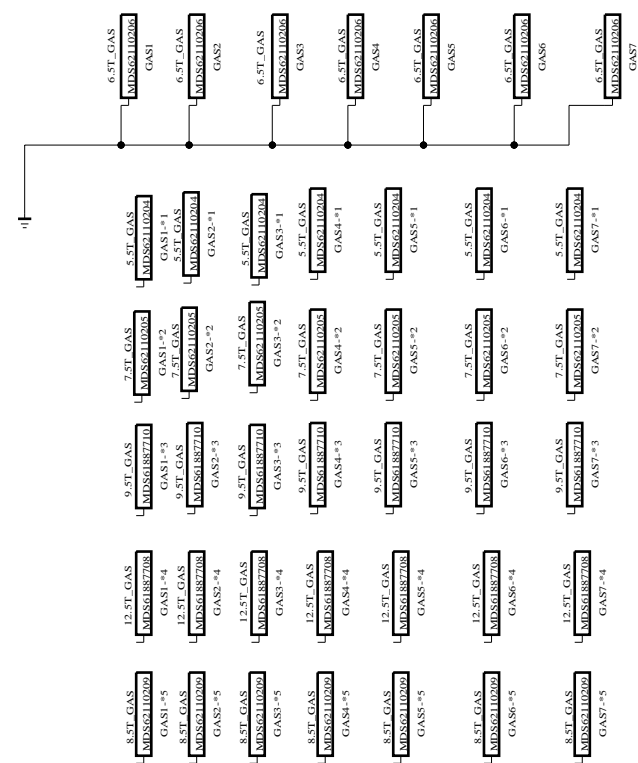 6.5T_GAS
MDS62110206
GAS1
6.5T_GAS
MDS62110206
GAS2
6.5T_GAS
MDS62110206
GAS3
6.5T_GAS
MDS62110206
GAS4
6.5T_GAS
MDS62110206
GAS5
6.5T_GAS
MDS62110206
GAS6
6.5T_GAS
MDS62110206
GAS7
5.5T_GAS
MDS62110204
GAS1-*1
5.5T_GAS
MDS62110204
GAS2-*1
5.5T_GAS
MDS62110204
GAS3-*1
5.5T_GAS
MDS62110204
GAS4-*1
5.5T_GAS
MDS62110204
GAS5-*1
5.5T_GAS
MDS62110204
GAS6-*1
5.5T_GAS
MDS62110204
GAS7-*1
7.5T_GAS
MDS62110205
GAS1-*2
7.5T_GAS
MDS62110205
GAS2-*2
7.5T_GAS
MDS62110205
GAS3-*2
7.5T_GAS
MDS62110205
GAS4-*2
7.5T_GAS
MDS62110205
GAS5-*2
7.5T_GAS
MDS62110205
GAS6-*2
7.5T_GAS
MDS62110205
GAS7-*2
9.5T_GAS
MDS61887710
GAS1-*3
9.5T_GAS
MDS61887710
GAS2-*3
9.5T_GAS
MDS61887710
GAS3-*3
9.5T_GAS
MDS61887710
GAS4-*3
9.5T_GAS
MDS61887710
GAS5-*3
9.5T_GAS
MDS61887710
GAS6-*3
9.5T_GAS
MDS61887710
GAS7-*3
12.5T_GAS
MDS61887708
GAS1-*4
12.5T_GAS
MDS61887708
GAS2-*4
12.5T_GAS
MDS61887708
GAS3-*4
12.5T_GAS
MDS61887708
GAS4-*4
12.5T_GAS
MDS61887708
GAS5-*4
12.5T_GAS
MDS61887708
GAS6-*4
12.5T_GAS
MDS61887708
GAS7-*4
8.5T_GAS
MDS62110209
GAS1-*5
8.5T_GAS
MDS62110209
GAS2-*5
8.5T_GAS
MDS62110209
GAS3-*5
8.5T_GAS
MDS62110209
GAS4-*5
8.5T_GAS
MDS62110209
GAS5-*5
8.5T_GAS
MDS62110209
GAS6-*5
8.5T_GAS
MDS62110209
GAS7-*5